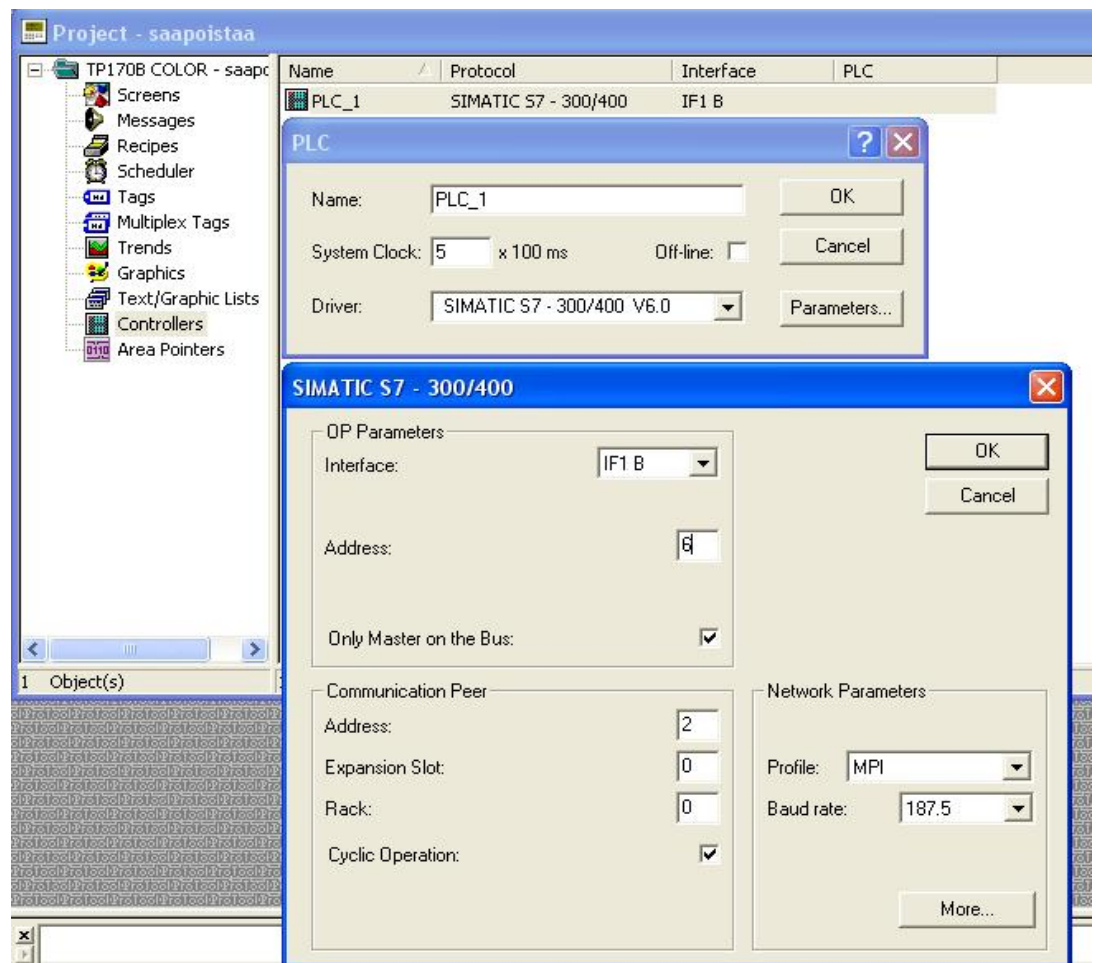 Project - saapoistaa
TP170B COLOR - saapo
Screens
Messages
Recipes
Scheduler
Tags
Multiplex Tags
Trends
Graphics
Text/Graphic Lists
Controllers
Area Pointers
1 Object(s)
Name Protocol Interface PLC
PLC_1 SIMATIC S7 - 300/400 IF1 B
PLC
Name: PLC_1 OK
System Clock: 5 x 100 ms Off-line: Cancel
Driver: SIMATIC S7 - 300/400 V6.0 Parameters...
SIMATIC S7 - 300/400
OP Parameters
Interface: IF1 B
Address: 6
Only Master on the Bus:
OK
Cancel
Communication Peer
Address: 2
Expansion Slot: 0
Rack: 0
Cyclic Operation:
Network Parameters
Profile: MPI
Baud rate: 187.5
More...